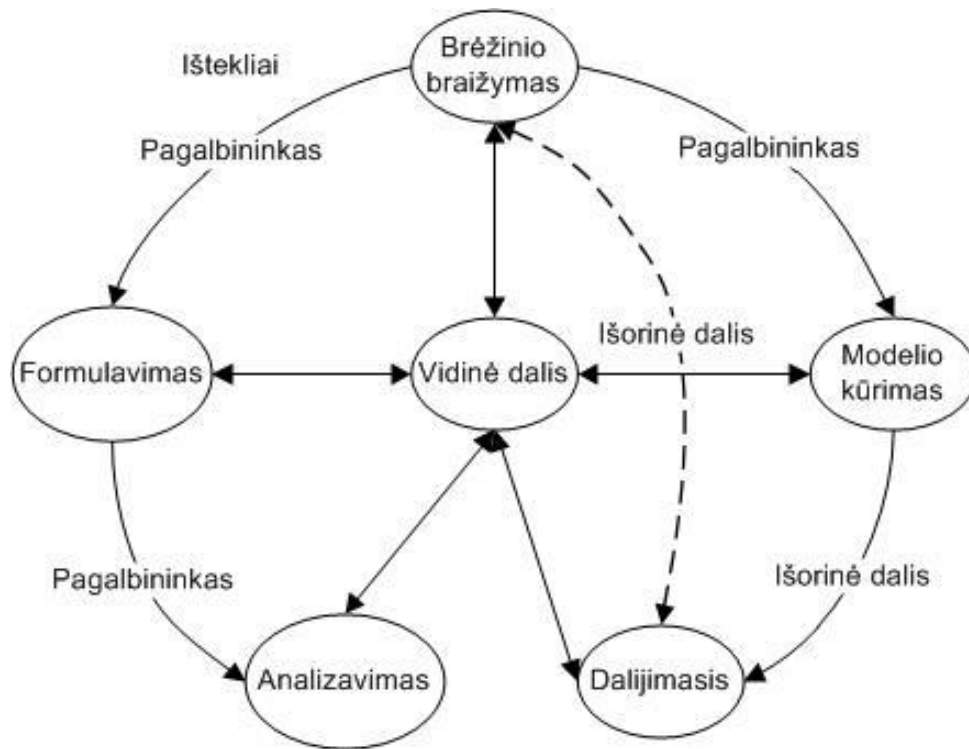 Brėžinio
braižymas
Ištekliai
Pagalbininkas
Pagalbininkas
Išorinė dalis
Formulavimas
Vidinė dalis
Modelio
kūrimas
Pagalbininkas
Išorinė dalis
Analizavimas
Dalijimasis